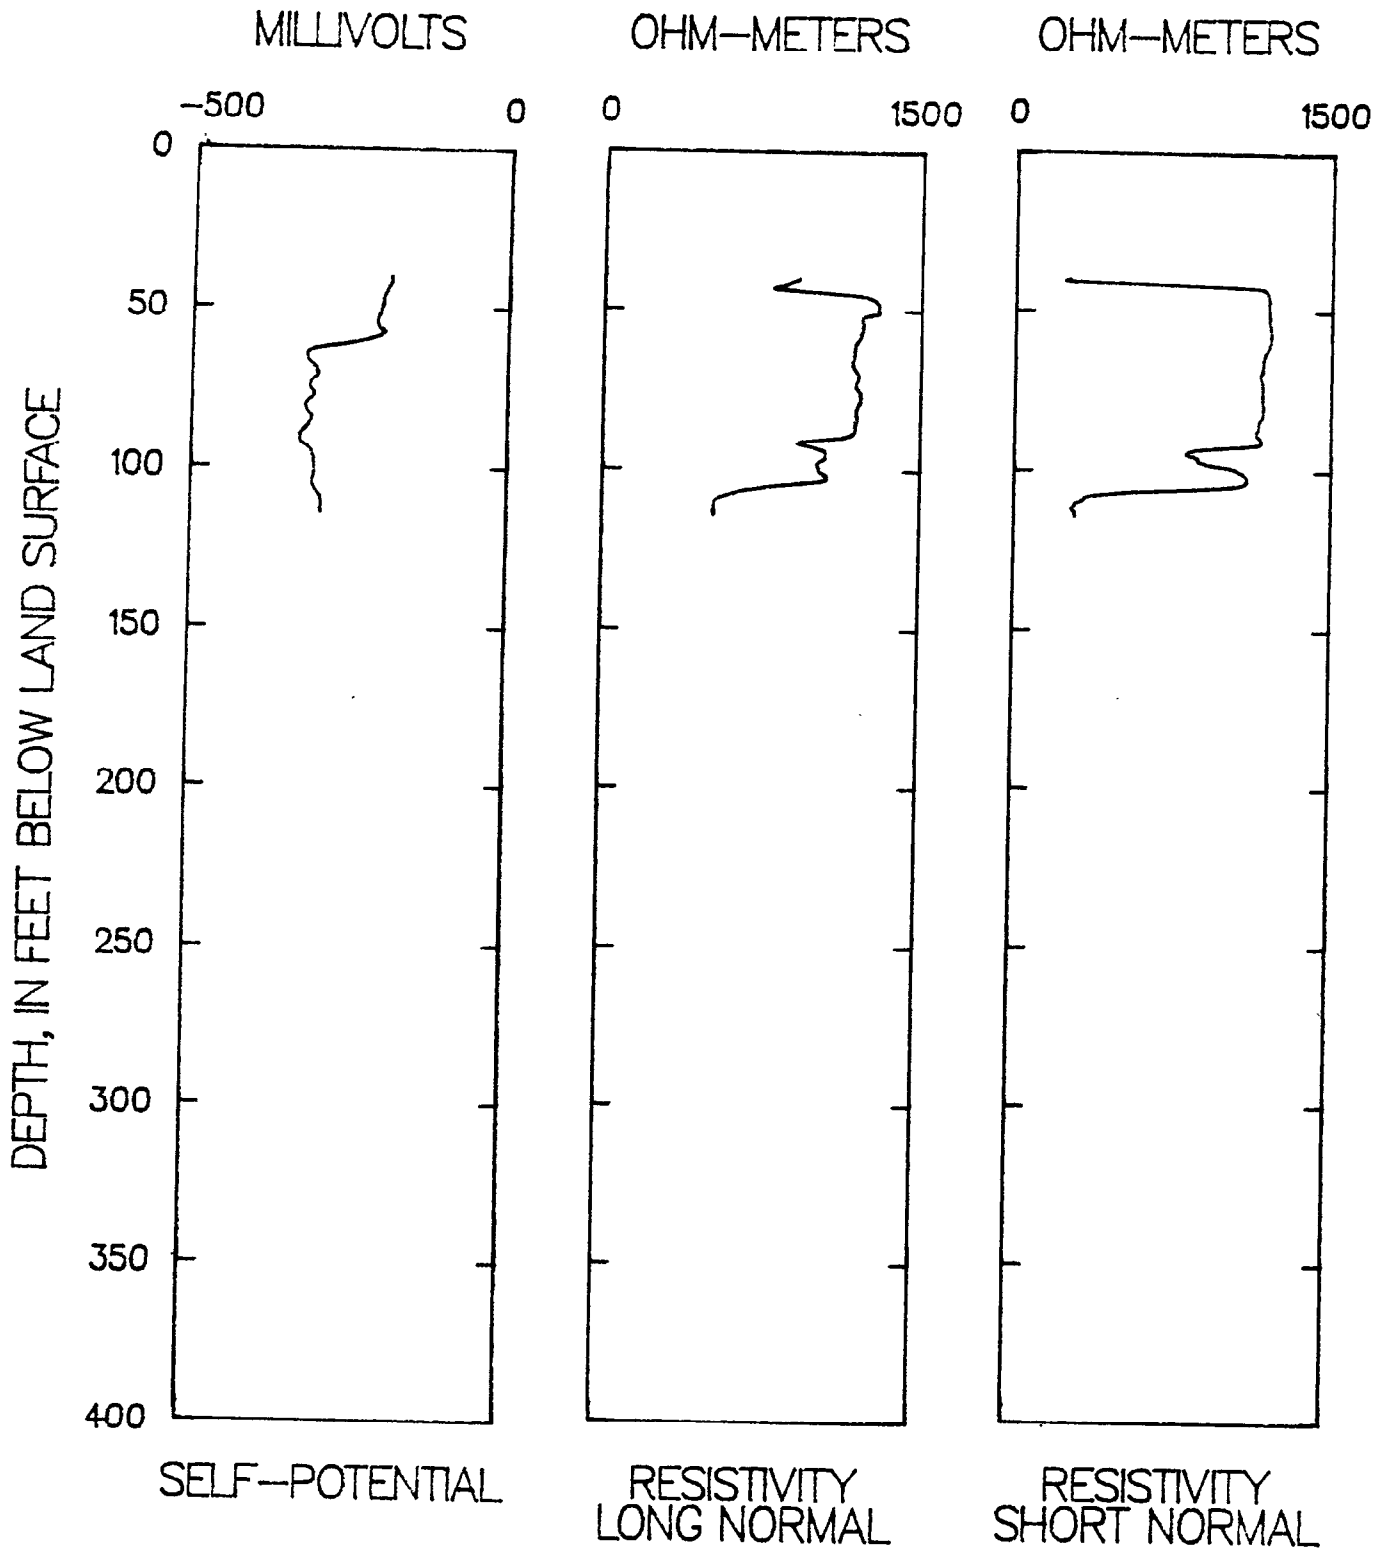 MILLIVOLTS
OHM-METERS
OHM-METERS
-500 0
0 1500
0 1500
0
50
100
150
200
250
300
350
400
DEPTH, IN FEET BELOW LAND SURFACE
SELF-POTENTIAL
RESISTIVITY
LONG NORMAL
RESISTIVITY
SHORT NORMAL